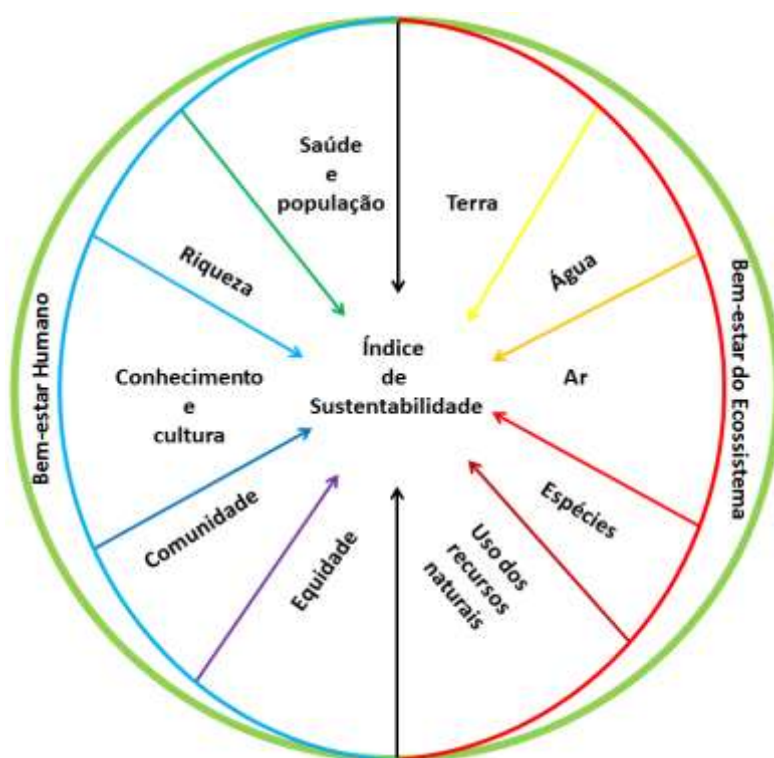 Saúde
e
população
Terra
Riqueza
Água
Bem-estar Humano
Bem-estar do Ecossistema
Índice
de
Sustentabilidade
Conhecimento
e
cultura
Ar
Comunidade
Espécies
Equidade
Uso dos
recursos
naturais